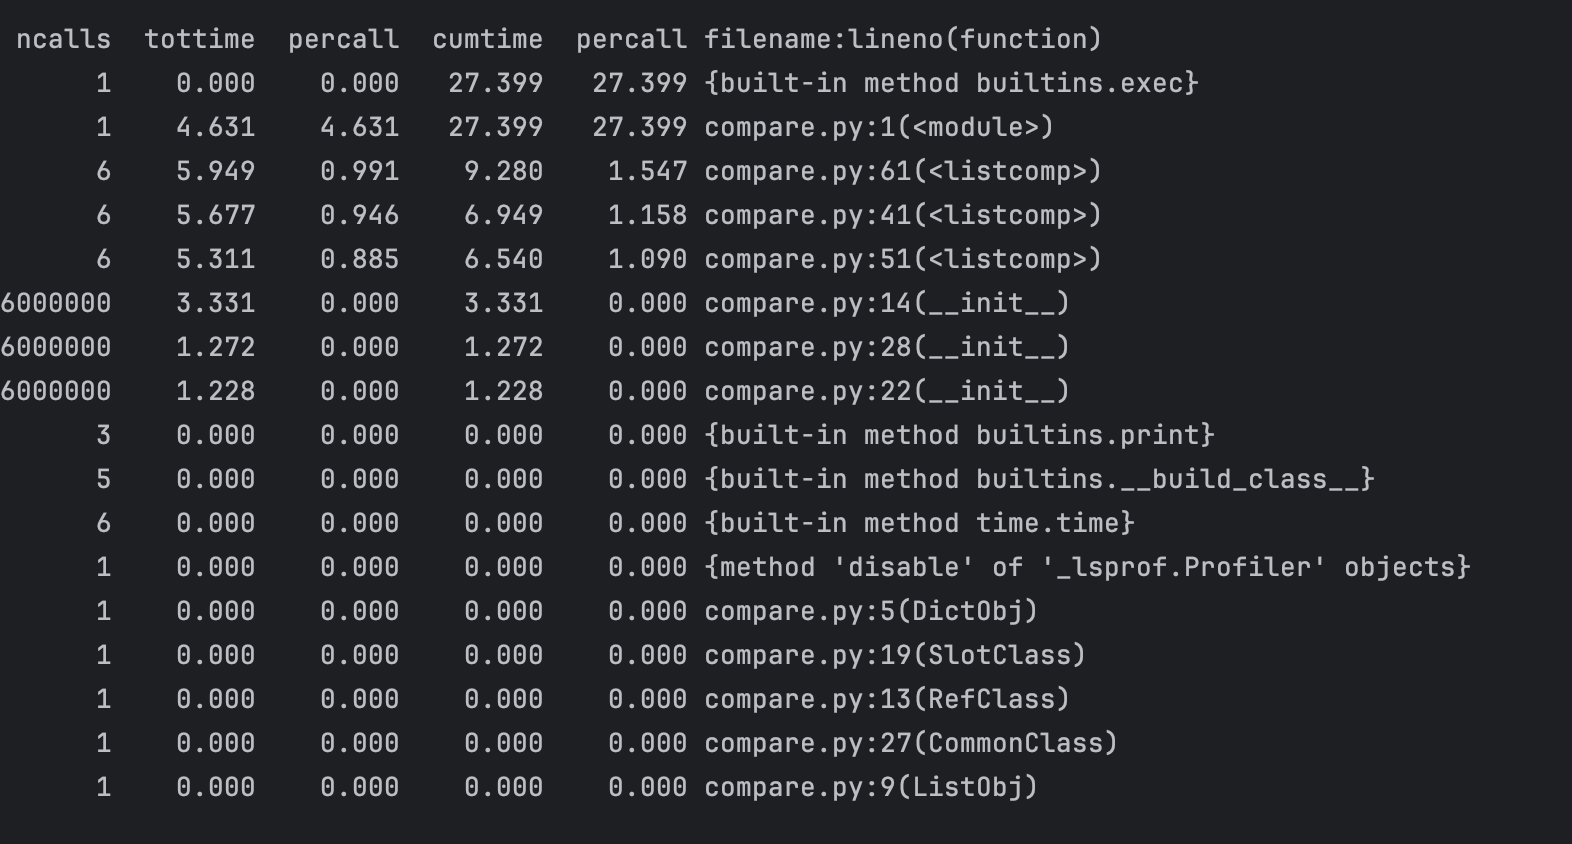 ncalls  tottime  percall  cumtime  percall filename:lineno(function)
      1    0.000    0.000   27.399   27.399 {built-in method builtins.exec}
      1    4.631    4.631   27.399   27.399 compare.py:1(<module>)
      6    5.949    0.991    9.280    1.547 compare.py:61(<listcomp>)
      6    5.677    0.946    6.949    1.158 compare.py:41(<listcomp>)
      6    5.311    0.885    6.540    1.090 compare.py:51(<listcomp>)
6000000    3.331    0.000    3.331    0.000 compare.py:14(__init__)
6000000    1.272    0.000    1.272    0.000 compare.py:28(__init__)
6000000    1.228    0.000    1.228    0.000 compare.py:22(__init__)
      3    0.000    0.000    0.000    0.000 {built-in method builtins.print}
      5    0.000    0.000    0.000    0.000 {built-in method builtins.__build_class__}
      6    0.000    0.000    0.000    0.000 {built-in method time.time}
      1    0.000    0.000    0.000    0.000 {method 'disable' of '_lsprof.Profiler' objects}
      1    0.000    0.000    0.000    0.000 compare.py:5(DictObj)
      1    0.000    0.000    0.000    0.000 compare.py:19(SlotClass)
      1    0.000    0.000    0.000    0.000 compare.py:13(RefClass)
      1    0.000    0.000    0.000    0.000 compare.py:27(CommonClass)
      1    0.000    0.000    0.000    0.000 compare.py:9(ListObj)